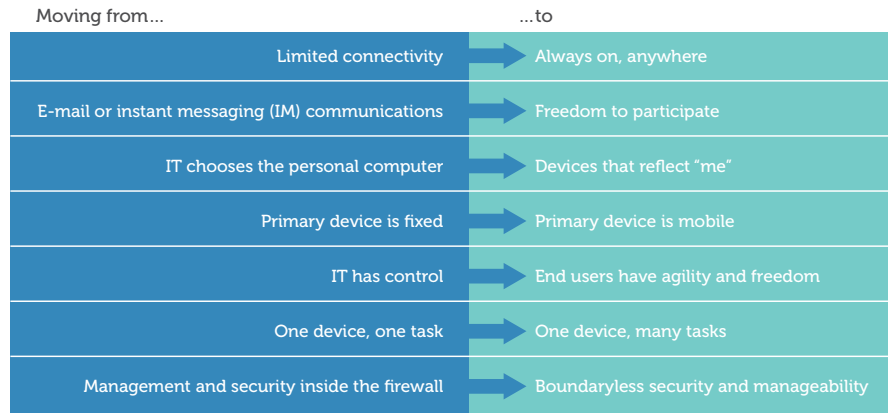 Moving from...
...to
Limited connectivity
Always on, anywhere
E-mail or instant messaging (IM) communications
Freedom to participate
IT chooses the personal computer
Devices that reflect “me”
Primary device is fixed
Primary device is mobile
IT has control
End users have agility and freedom
One device, one task
One device, many tasks
Management and security inside the firewall
Boundaryless security and manageability